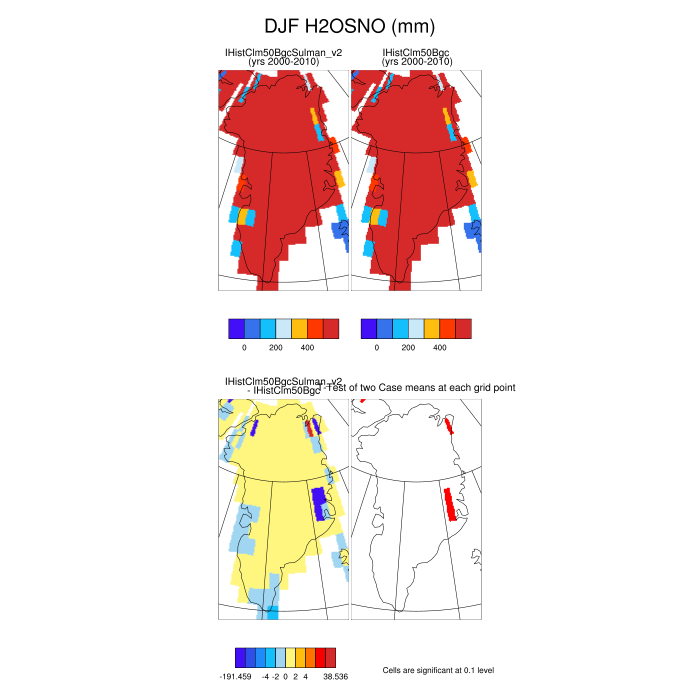 DJF H2OSNO (mm)
IHistClm50BgcSulman_v2
(yrs 2000-2010)
IHistClm50Bgc
(yrs 2000-2010)
0 200 400
0 200 400
IHistClm50BgcSulman_v2
- IHistClm50Bgc
T-Test of two Case means at each grid point
-191.459 -4 -2 0 2 4 38.536
Cells are significant at 0.1 level